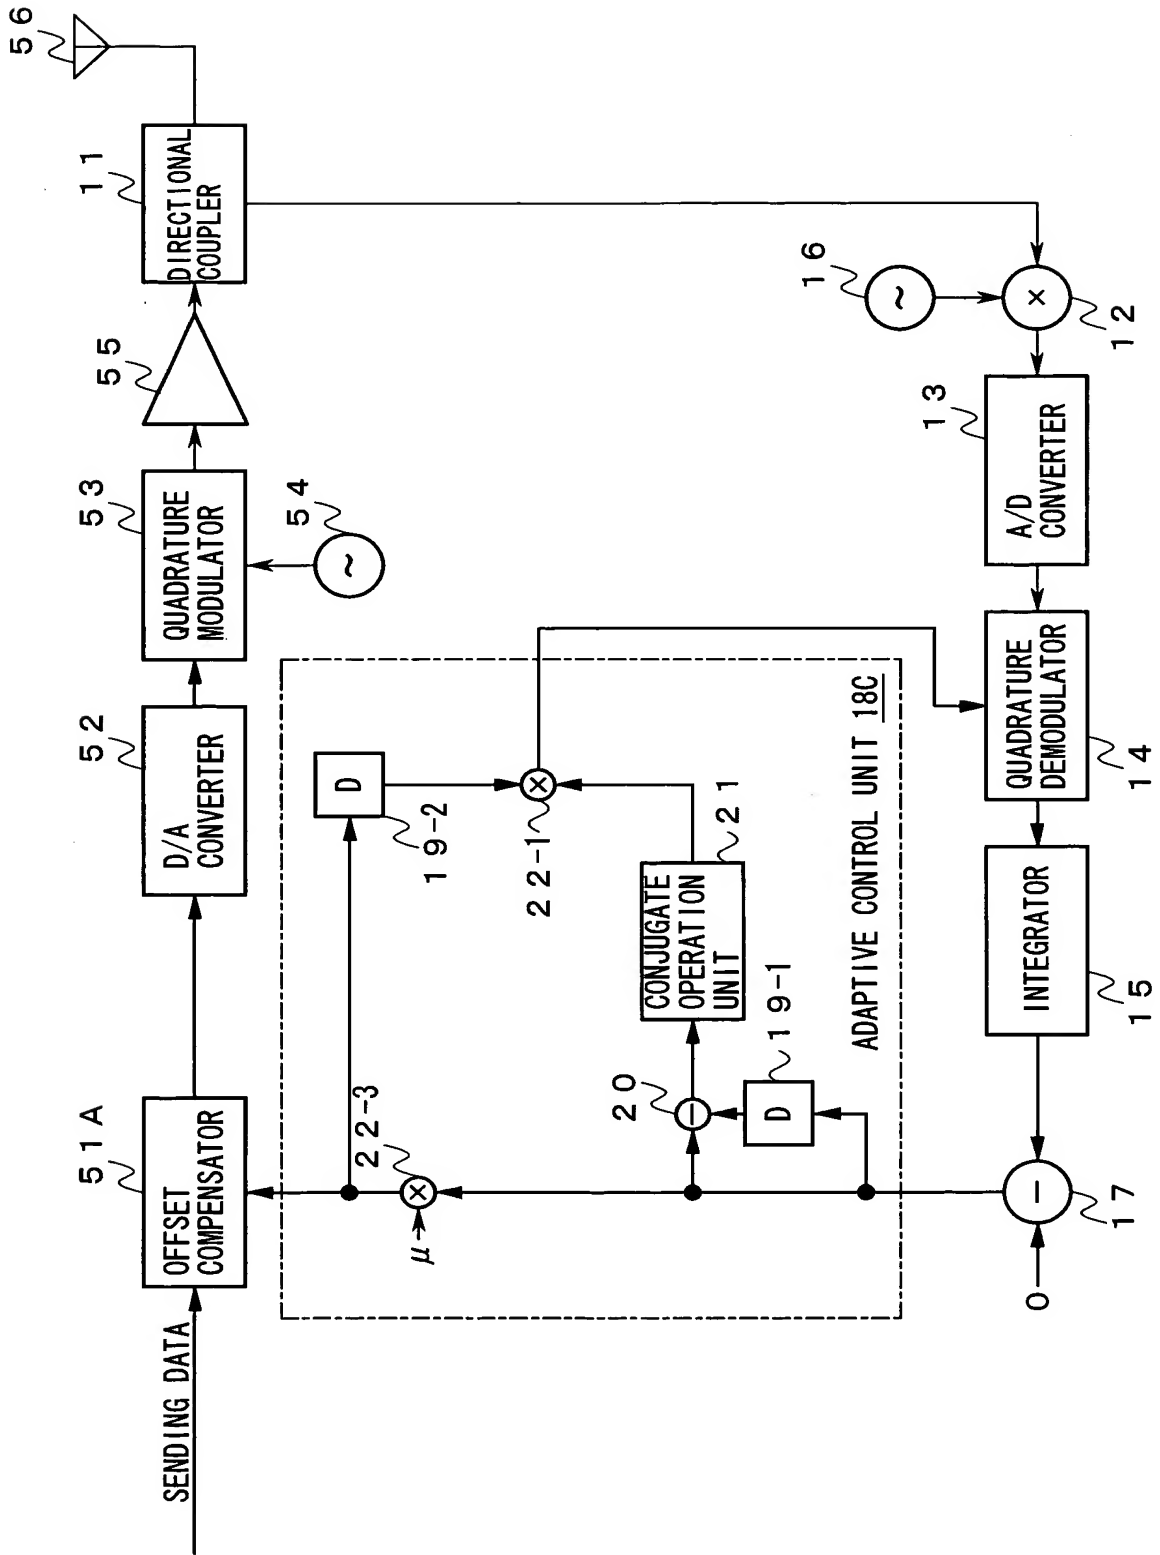 SENDING DATA
51A
OFFSET
COMPENSATOR
52
D/A
CONVERTER
53
QUADRATURE
MODULATOR
54
~
55
11
DIRECTIONAL
COUPLER
56
22-3
×
μ
D
19-2
×
22-1
20
−
D
19-1
CONJUGATE
OPERATION
UNIT
21
ADAPTIVE CONTROL UNIT 18C
0
−
17
INTEGRATOR
15
QUADRATURE
DEMODULATOR
14
A/D
CONVERTER
13
16
~
×
12